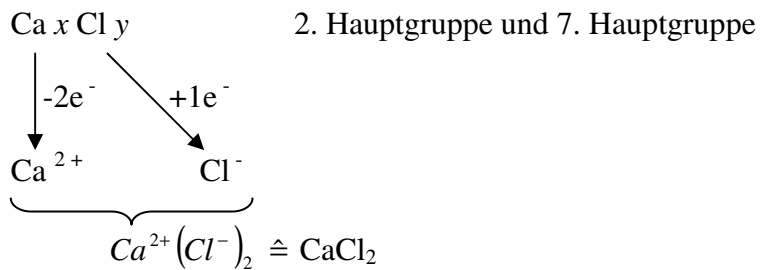 Ca x Cl y 2. Hauptgruppe und 7. Hauptgruppe
-2e⁻ +1e⁻
Ca²⁺ Cl⁻
Ca²⁺(Cl⁻)₂ ≙ CaCl₂